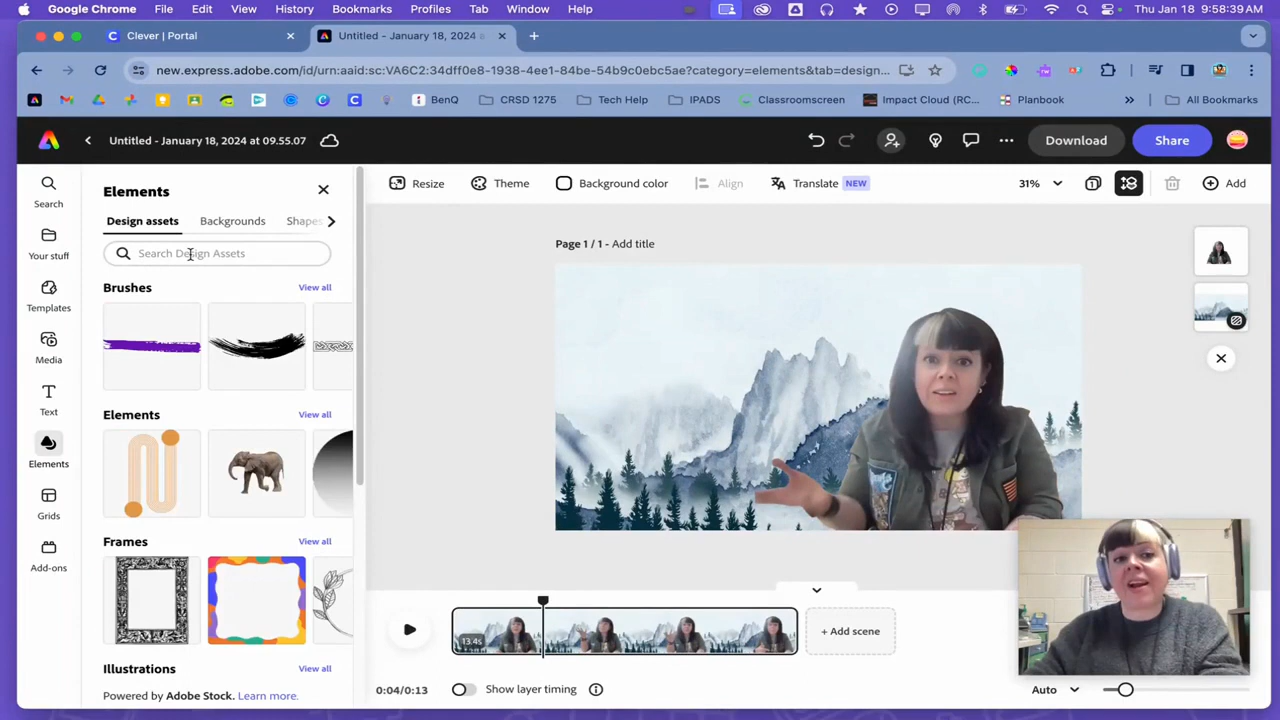 Google Chrome File Edit View History Bookmarks Profiles Tab Window Help Thu Jan 18 9:58:39 AM
Clever | Portal Untitled - January 18, 2024
new.express.adobe.com/id/urn:aaid:sc:VA6C2:34dff0e8-1938-4ee1-84be-54b9c0ebc5ae?category=elements&tab=design...
BenQ CRSD 1275 Tech Help IPADS Classroomscreen Impact Cloud (RC... Planbook All Bookmarks
Untitled - January 18, 2024 at 09.55.07 Download Share
Search
Your stuff
Templates
Media
Text
Elements
Grids
Add-ons
Elements
Design assets Backgrounds Shapes
Search Design Assets
Brushes View all
Elements View all
Frames View all
Illustrations View all
Powered by Adobe Stock. Learn more.
Resize Theme Background color Align Translate NEW 31% 1 Add
Page 1 / 1 - Add title
13.4s
+ Add scene
0:04/0:13 Show layer timing Auto